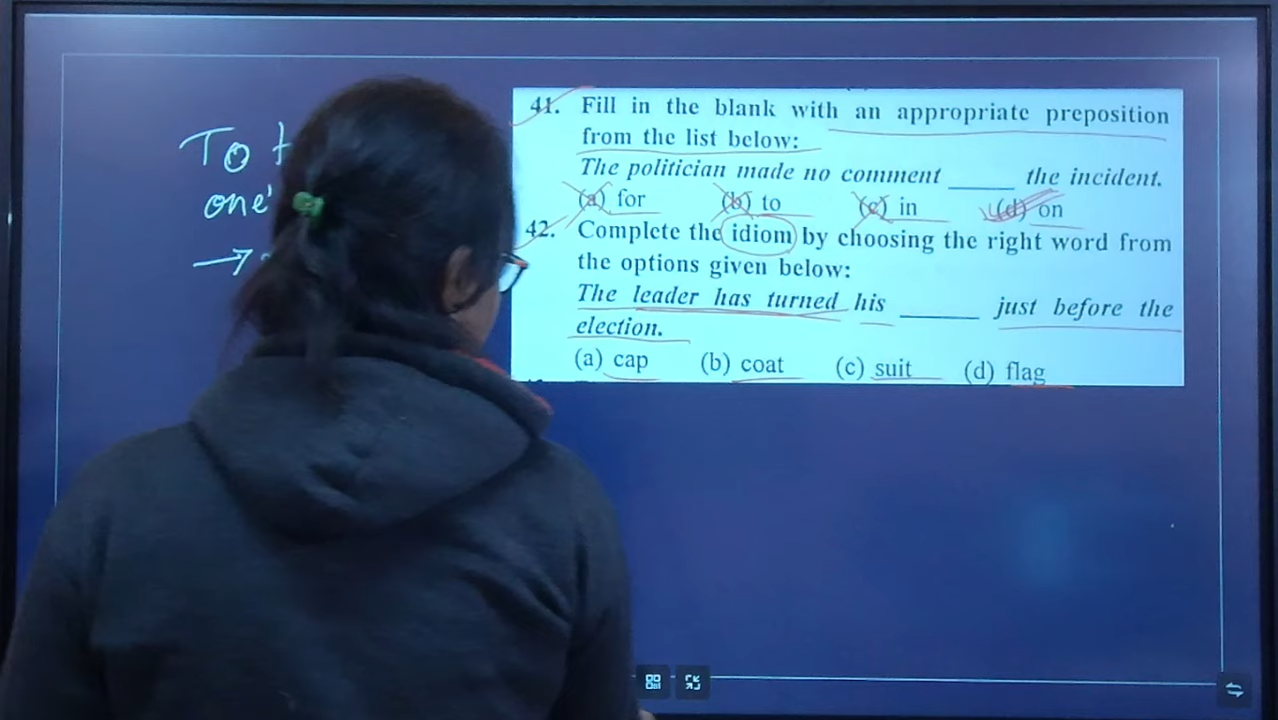 To
one'
→
41. Fill in the blank with an appropriate preposition
from the list below:
The politician made no comment _____ the incident.
(a) for (b) to (c) in (d) on
42. Complete the idiom by choosing the right word from
the options given below:
The leader has turned his ______ just before the
election.
(a) cap (b) coat (c) suit (d) flag